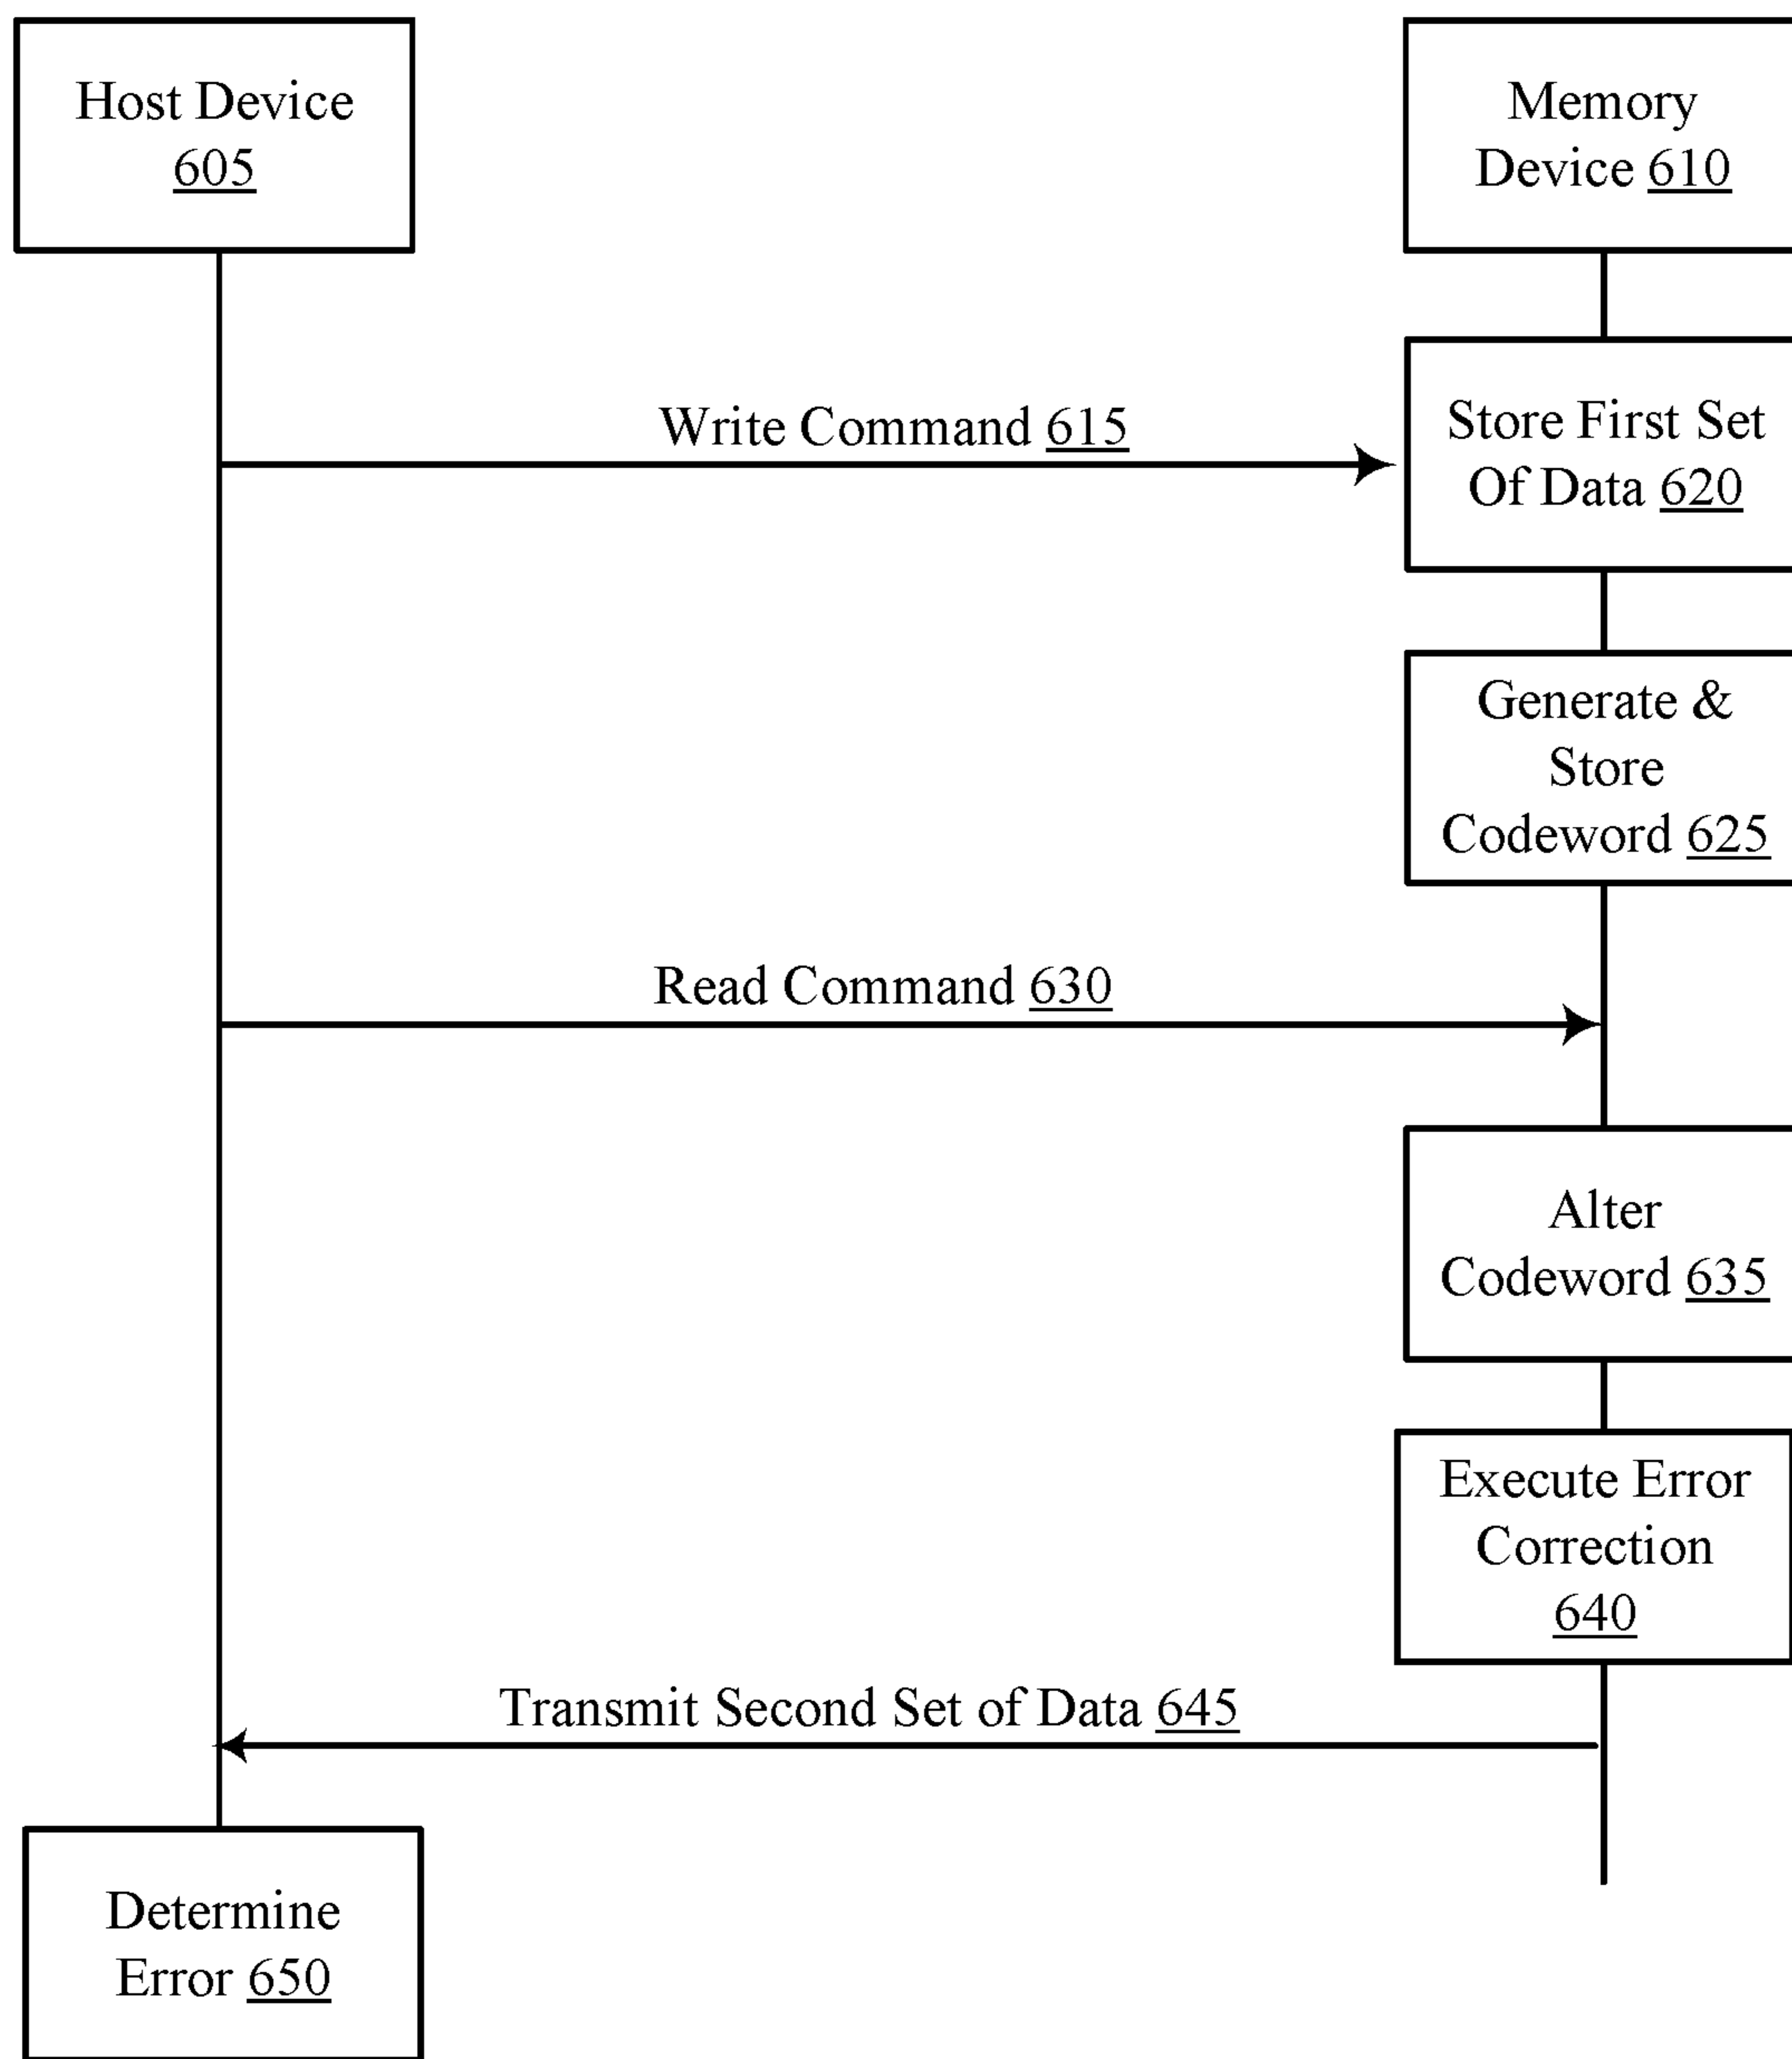 Host Device
605
Memory
Device 610
Write Command 615
Store First Set
Of Data 620
Generate &
Store
Codeword 625
Read Command 630
Alter
Codeword 635
Execute Error
Correction
640
Transmit Second Set of Data 645
Determine
Error 650